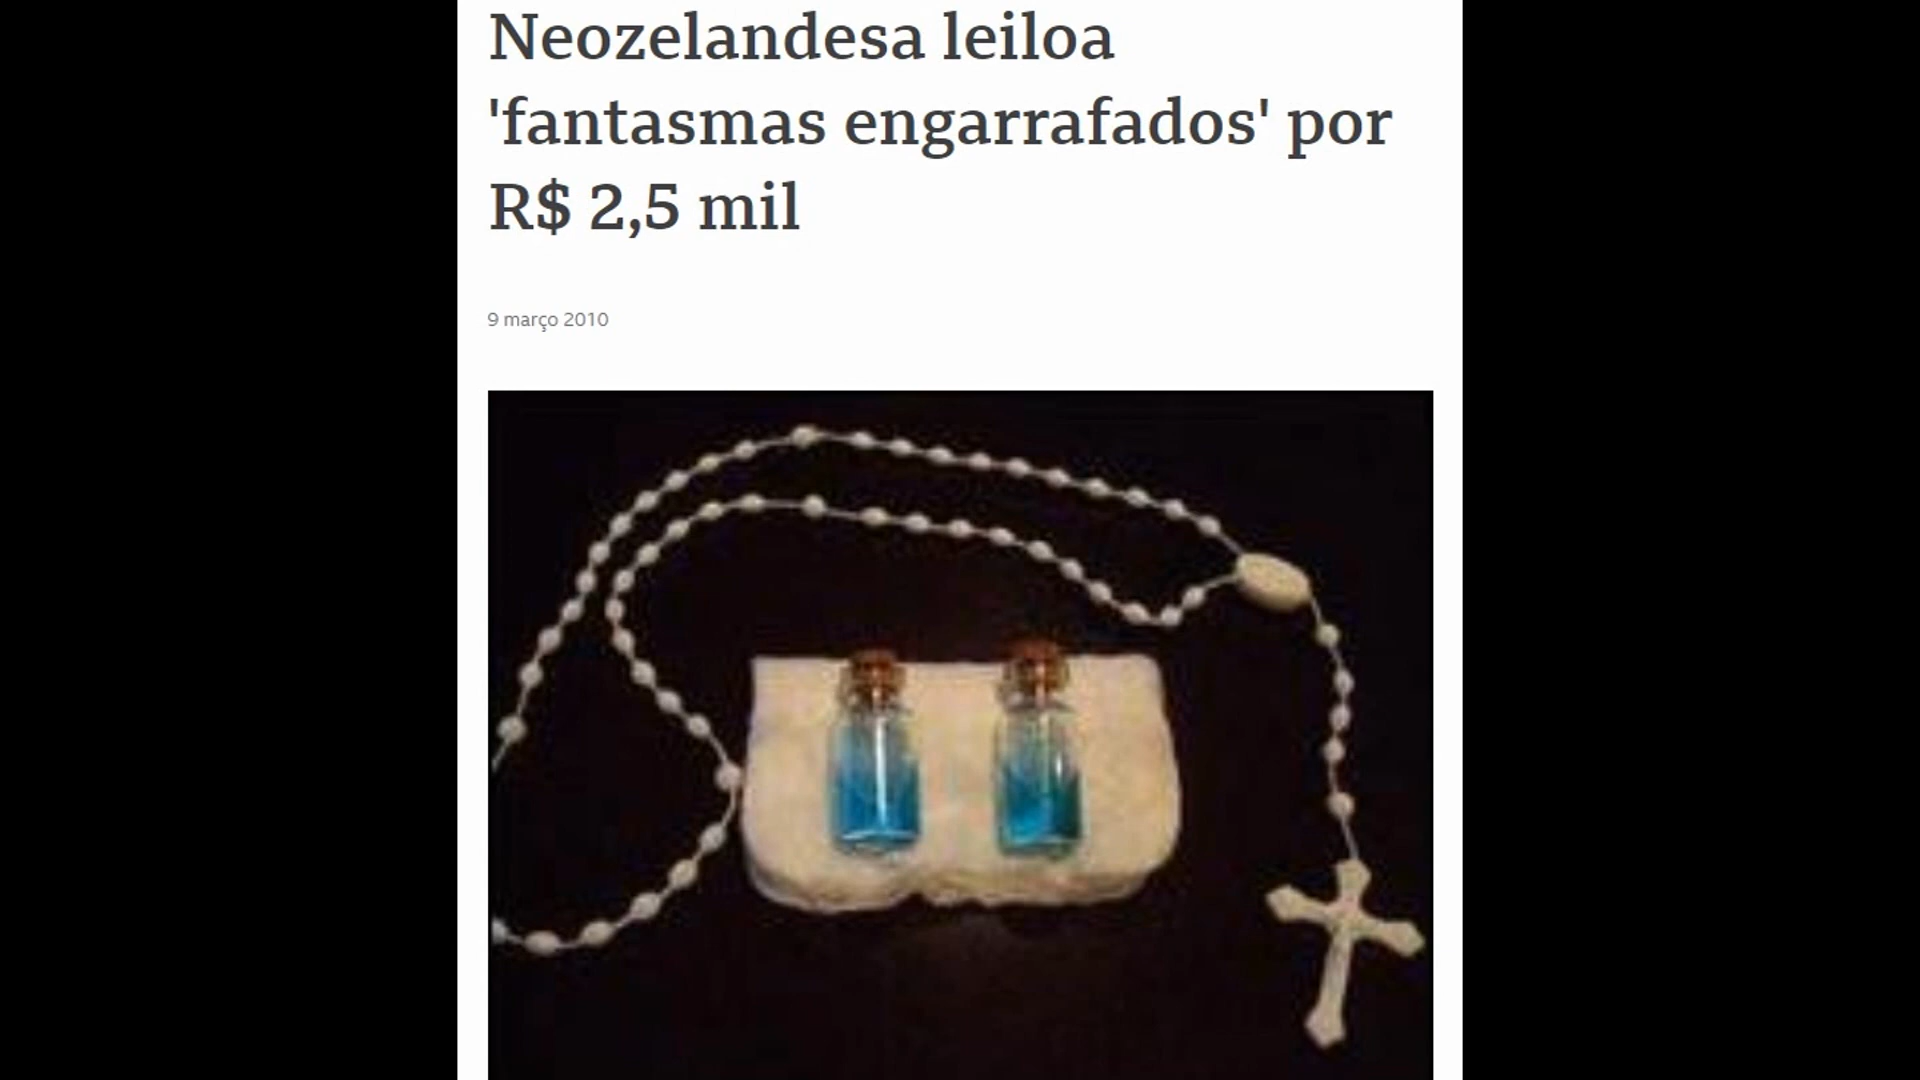 Neozelandesa leiloa
'fantasmas engarrafados' por
R$ 2,5 mil
9 março 2010